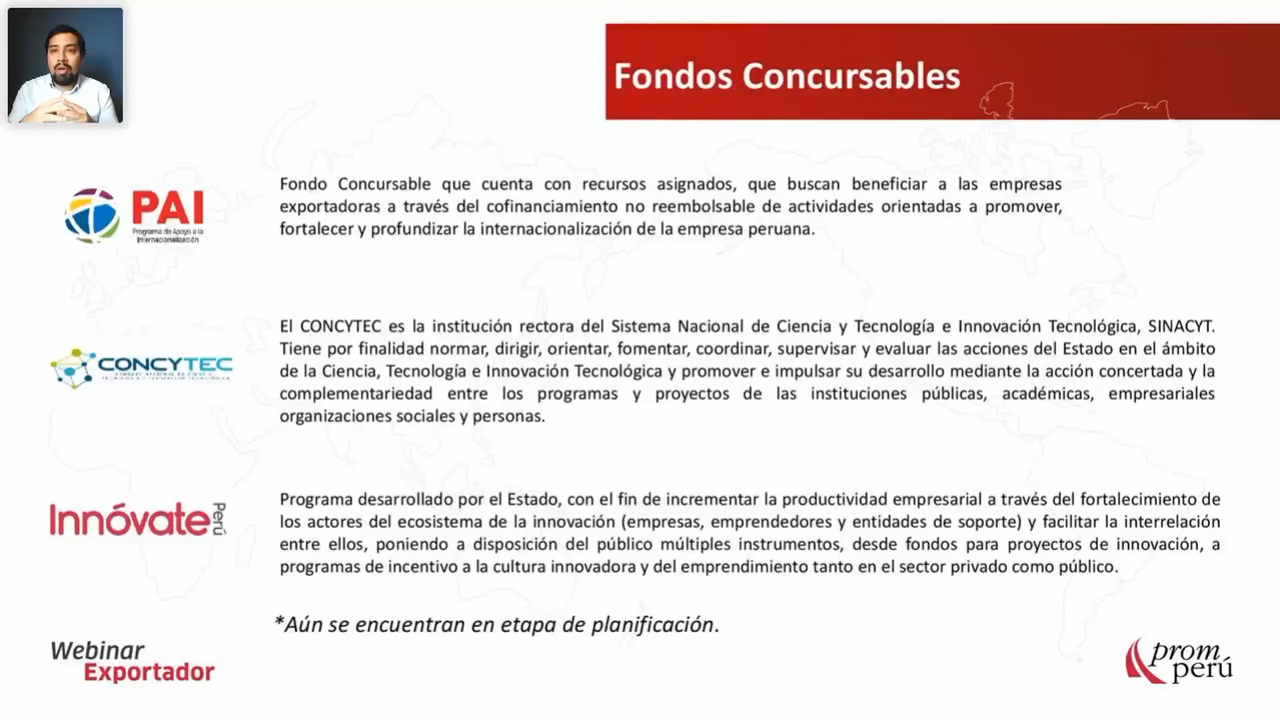 Fondos Concursables
PAI
Programa de Apoyo a la
Internacionalización
Fondo Concursable que cuenta con recursos asignados, que buscan beneficiar a las empresas
exportadoras a través del cofinanciamiento no reembolsable de actividades orientadas a promover,
fortalecer y profundizar la internacionalización de la empresa peruana.
CONCYTEC
El CONCYTEC es la institución rectora del Sistema Nacional de Ciencia y Tecnología e Innovación Tecnológica, SINACYT.
Tiene por finalidad normar, dirigir, orientar, fomentar, coordinar, supervisar y evaluar las acciones del Estado en el ámbito
de la Ciencia, Tecnología e Innovación Tecnológica y promover e impulsar su desarrollo mediante la acción concertada y la
complementariedad entre los programas y proyectos de las instituciones públicas, académicas, empresariales
organizaciones sociales y personas.
Innóvate Perú
Programa desarrollado por el Estado, con el fin de incrementar la productividad empresarial a través del fortalecimiento de
los actores del ecosistema de la innovación (empresas, emprendedores y entidades de soporte) y facilitar la interrelación
entre ellos, poniendo a disposición del público múltiples instrumentos, desde fondos para proyectos de innovación, a
programas de incentivo a la cultura innovadora y del emprendimiento tanto en el sector privado como público.
*Aún se encuentran en etapa de planificación.
Webinar
Exportador
prom
perú